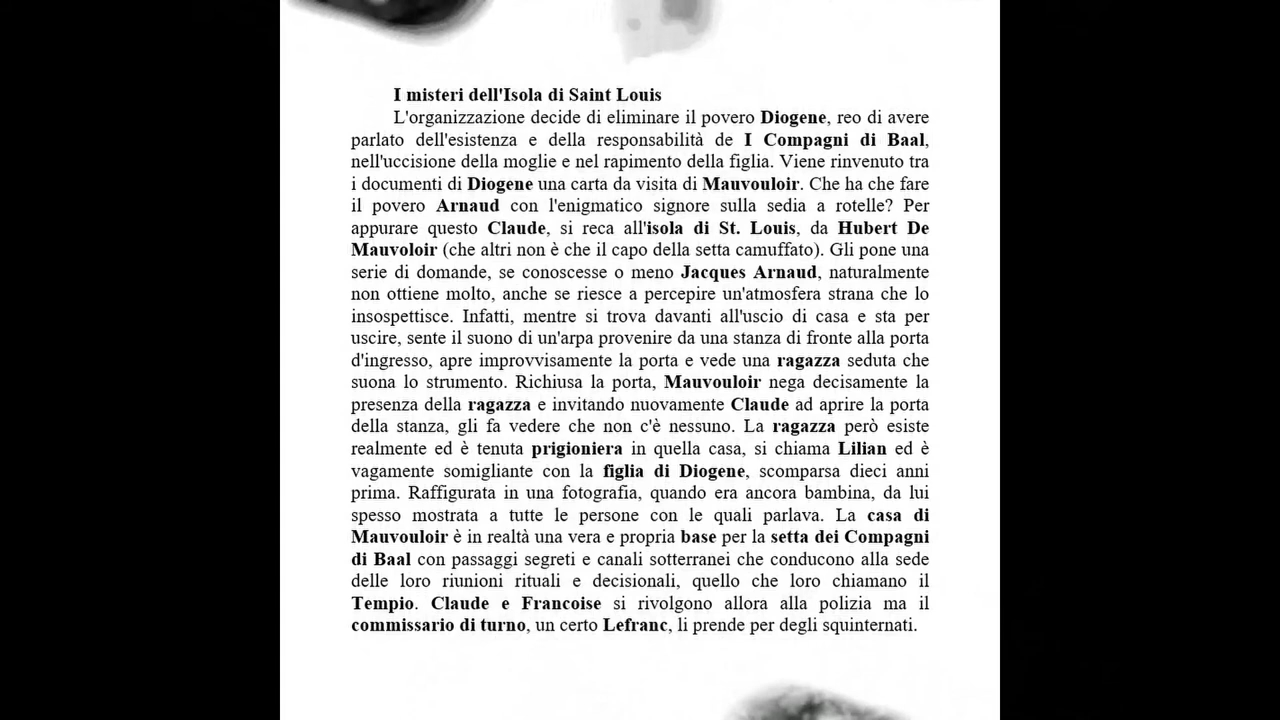 I misteri dell'Isola di Saint Louis
L'organizzazione decide di eliminare il povero Diogene, reo di avere
parlato dell'esistenza e della responsabilità de I Compagni di Baal,
nell'uccisione della moglie e nel rapimento della figlia. Viene rinvenuto tra
i documenti di Diogene una carta da visita di Mauvouloir. Che ha che fare
il povero Arnaud con l'enigmatico signore sulla sedia a rotelle? Per
appurare questo Claude, si reca all'isola di St. Louis, da Hubert De
Mauvoloir (che altri non è che il capo della setta camuffato). Gli pone una
serie di domande, se conoscesse o meno Jacques Arnaud, naturalmente
non ottiene molto, anche se riesce a percepire un'atmosfera strana che lo
insospettisce. Infatti, mentre si trova davanti all'uscio di casa e sta per
uscire, sente il suono di un'arpa provenire da una stanza di fronte alla porta
d'ingresso, apre improvvisamente la porta e vede una ragazza seduta che
suona lo strumento. Richiusa la porta, Mauvouloir nega decisamente la
presenza della ragazza e invitando nuovamente Claude ad aprire la porta
della stanza, gli fa vedere che non c'è nessuno. La ragazza però esiste
realmente ed è tenuta prigioniera in quella casa, si chiama Lilian ed è
vagamente somigliante con la figlia di Diogene, scomparsa dieci anni
prima. Raffigurata in una fotografia, quando era ancora bambina, da lui
spesso mostrata a tutte le persone con le quali parlava. La casa di
Mauvouloir è in realtà una vera e propria base per la setta dei Compagni
di Baal con passaggi segreti e canali sotterranei che conducono alla sede
delle loro riunioni rituali e decisionali, quello che loro chiamano il
Tempio. Claude e Francoise si rivolgono allora alla polizia ma il
commissario di turno, un certo Lefranc, li prende per degli squinternati.